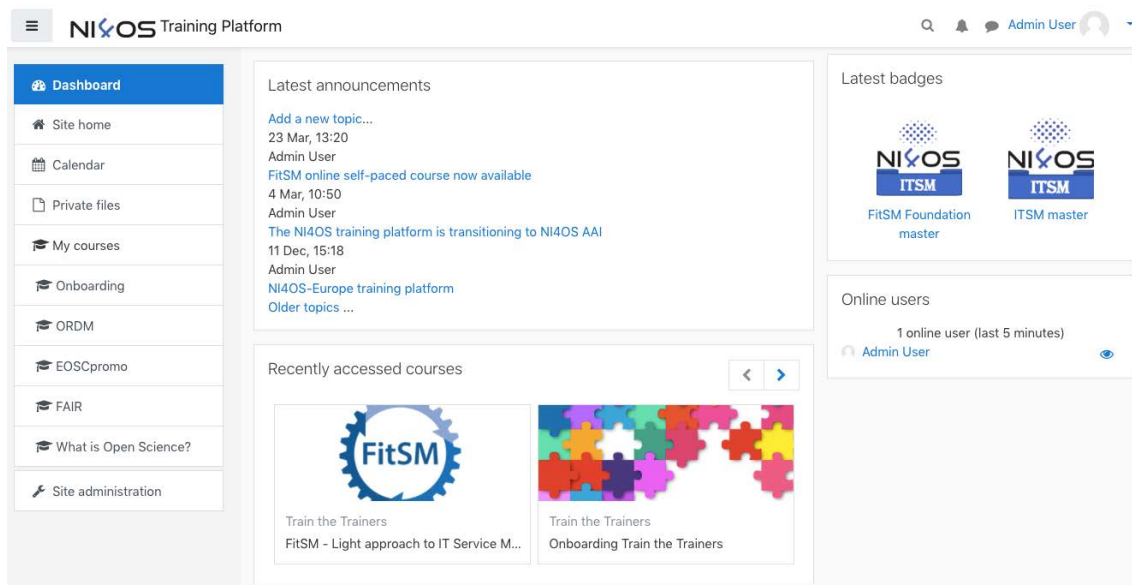 NI4OS Training Platform
Admin User
Dashboard
Site home
Calendar
Private files
My courses
Onboarding
ORDM
EOSCpromo
FAIR
What is Open Science?
Site administration
Latest announcements
Add a new topic...
23 Mar, 13:20
Admin User
FitSM online self-paced course now available
4 Mar, 10:50
Admin User
The NI4OS training platform is transitioning to NI4OS AAI
11 Dec, 15:18
Admin User
NI4OS-Europe training platform
Older topics ...
Recently accessed courses
FitSM
Train the Trainers
FitSM - Light approach to IT Service M...
Train the Trainers
Onboarding Train the Trainers
Latest badges
NI4OS
ITSM
FitSM Foundation
master
NI4OS
ITSM
ITSM master
Online users
1 online user (last 5 minutes)
Admin User